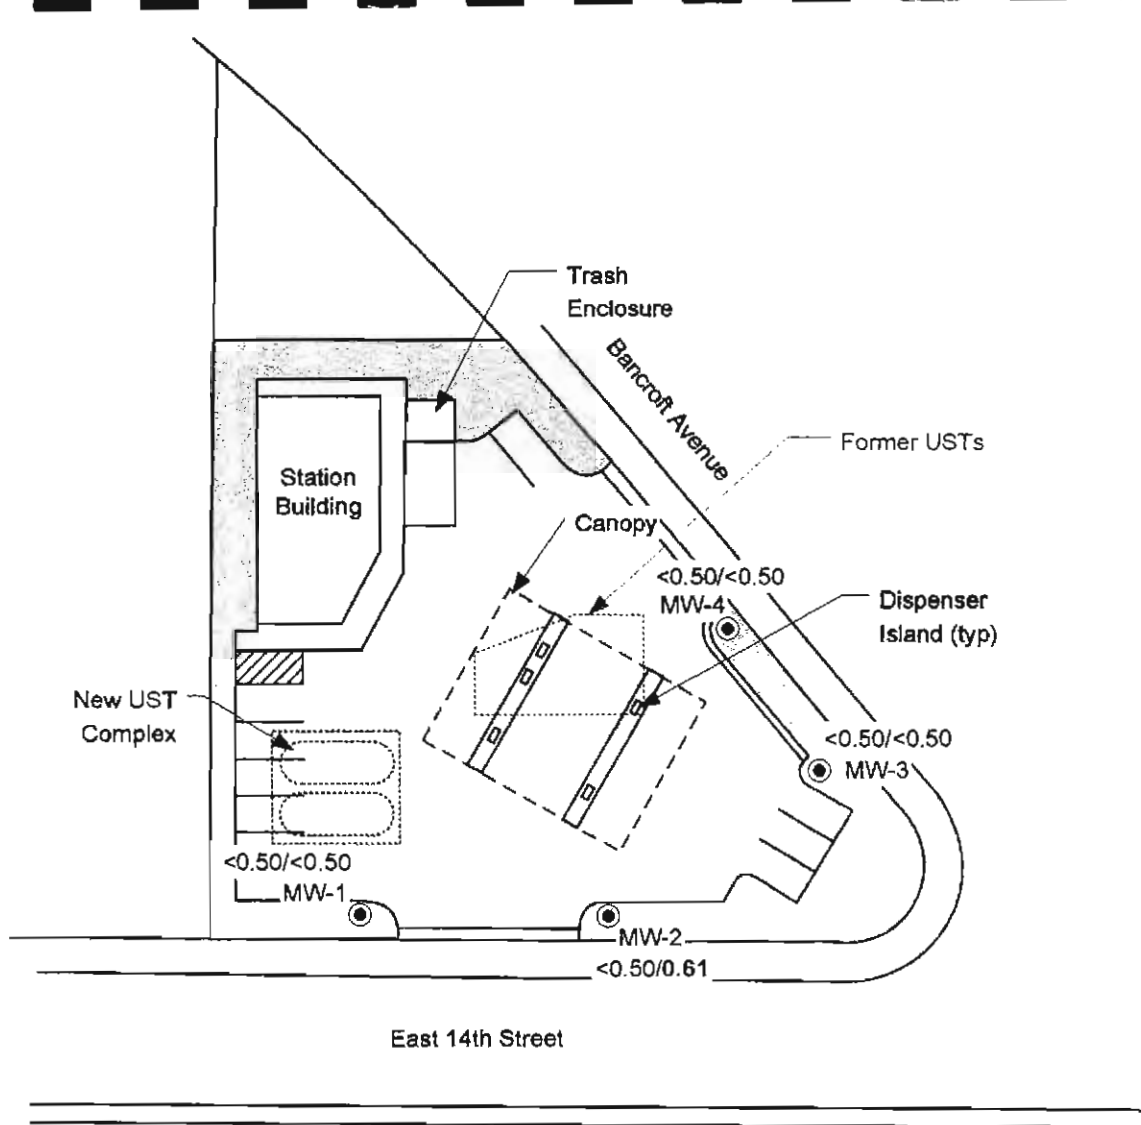 Trash
Enclosure
Bancroft Avenue
Former USTs
Station
Building
Canopy
<0.50/<0.50
MW-4
Dispenser
Island (typ)
New UST
Complex
<0.50/<0.50
MW-3
<0.50/<0.50
MW-1
MW-2
<0.50/0.61
East 14th Street